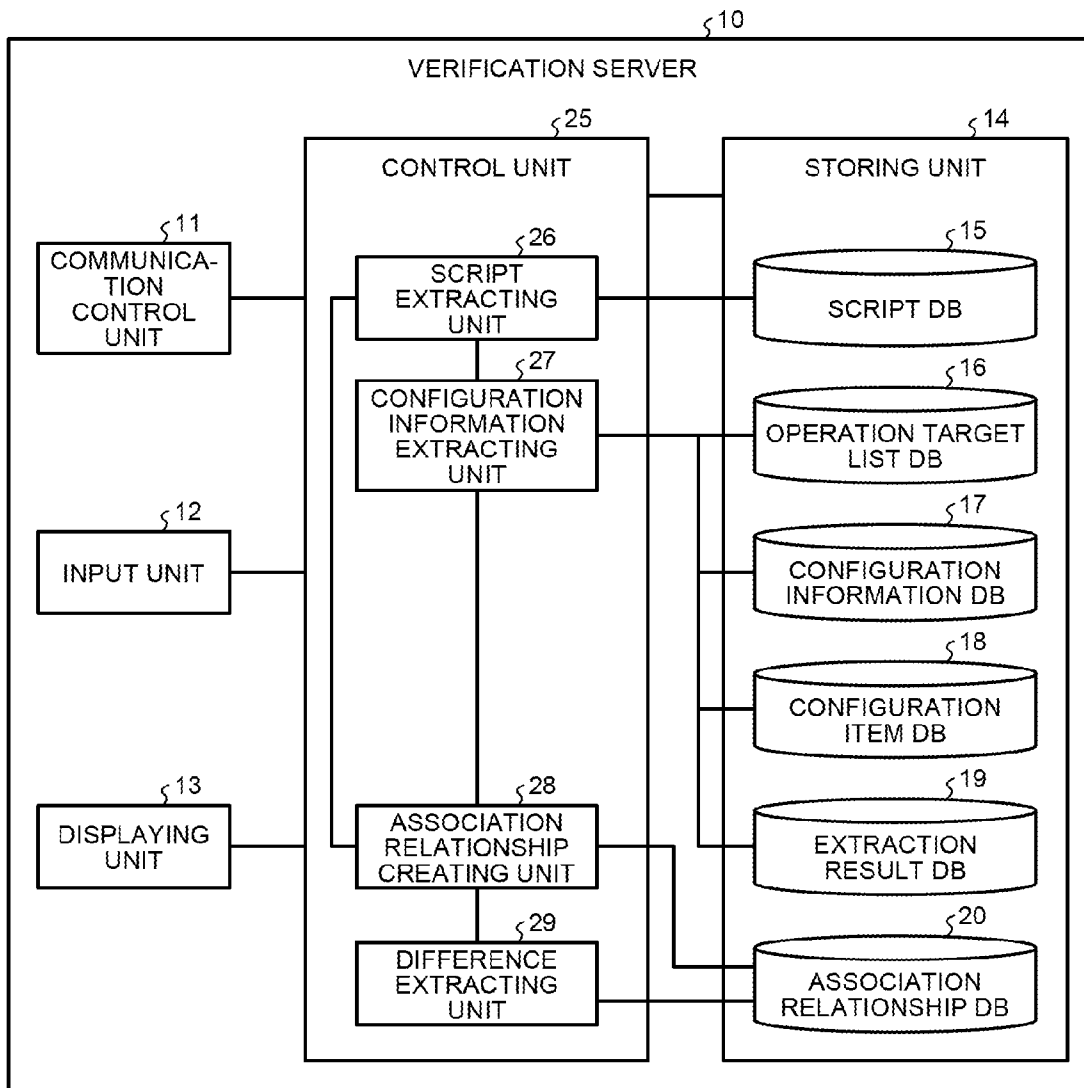 10
VERIFICATION SERVER
25
CONTROL UNIT
14
STORING UNIT
11
COMMUNICA-
TION
CONTROL
UNIT
26
SCRIPT
EXTRACTING
UNIT
15
SCRIPT DB
27
CONFIGURATION
INFORMATION
EXTRACTING
UNIT
16
OPERATION TARGET
LIST DB
12
INPUT UNIT
17
CONFIGURATION
INFORMATION DB
18
CONFIGURATION
ITEM DB
13
DISPLAYING
UNIT
28
ASSOCIATION
RELATIONSHIP
CREATING UNIT
19
EXTRACTION
RESULT DB
29
DIFFERENCE
EXTRACTING
UNIT
20
ASSOCIATION
RELATIONSHIP DB